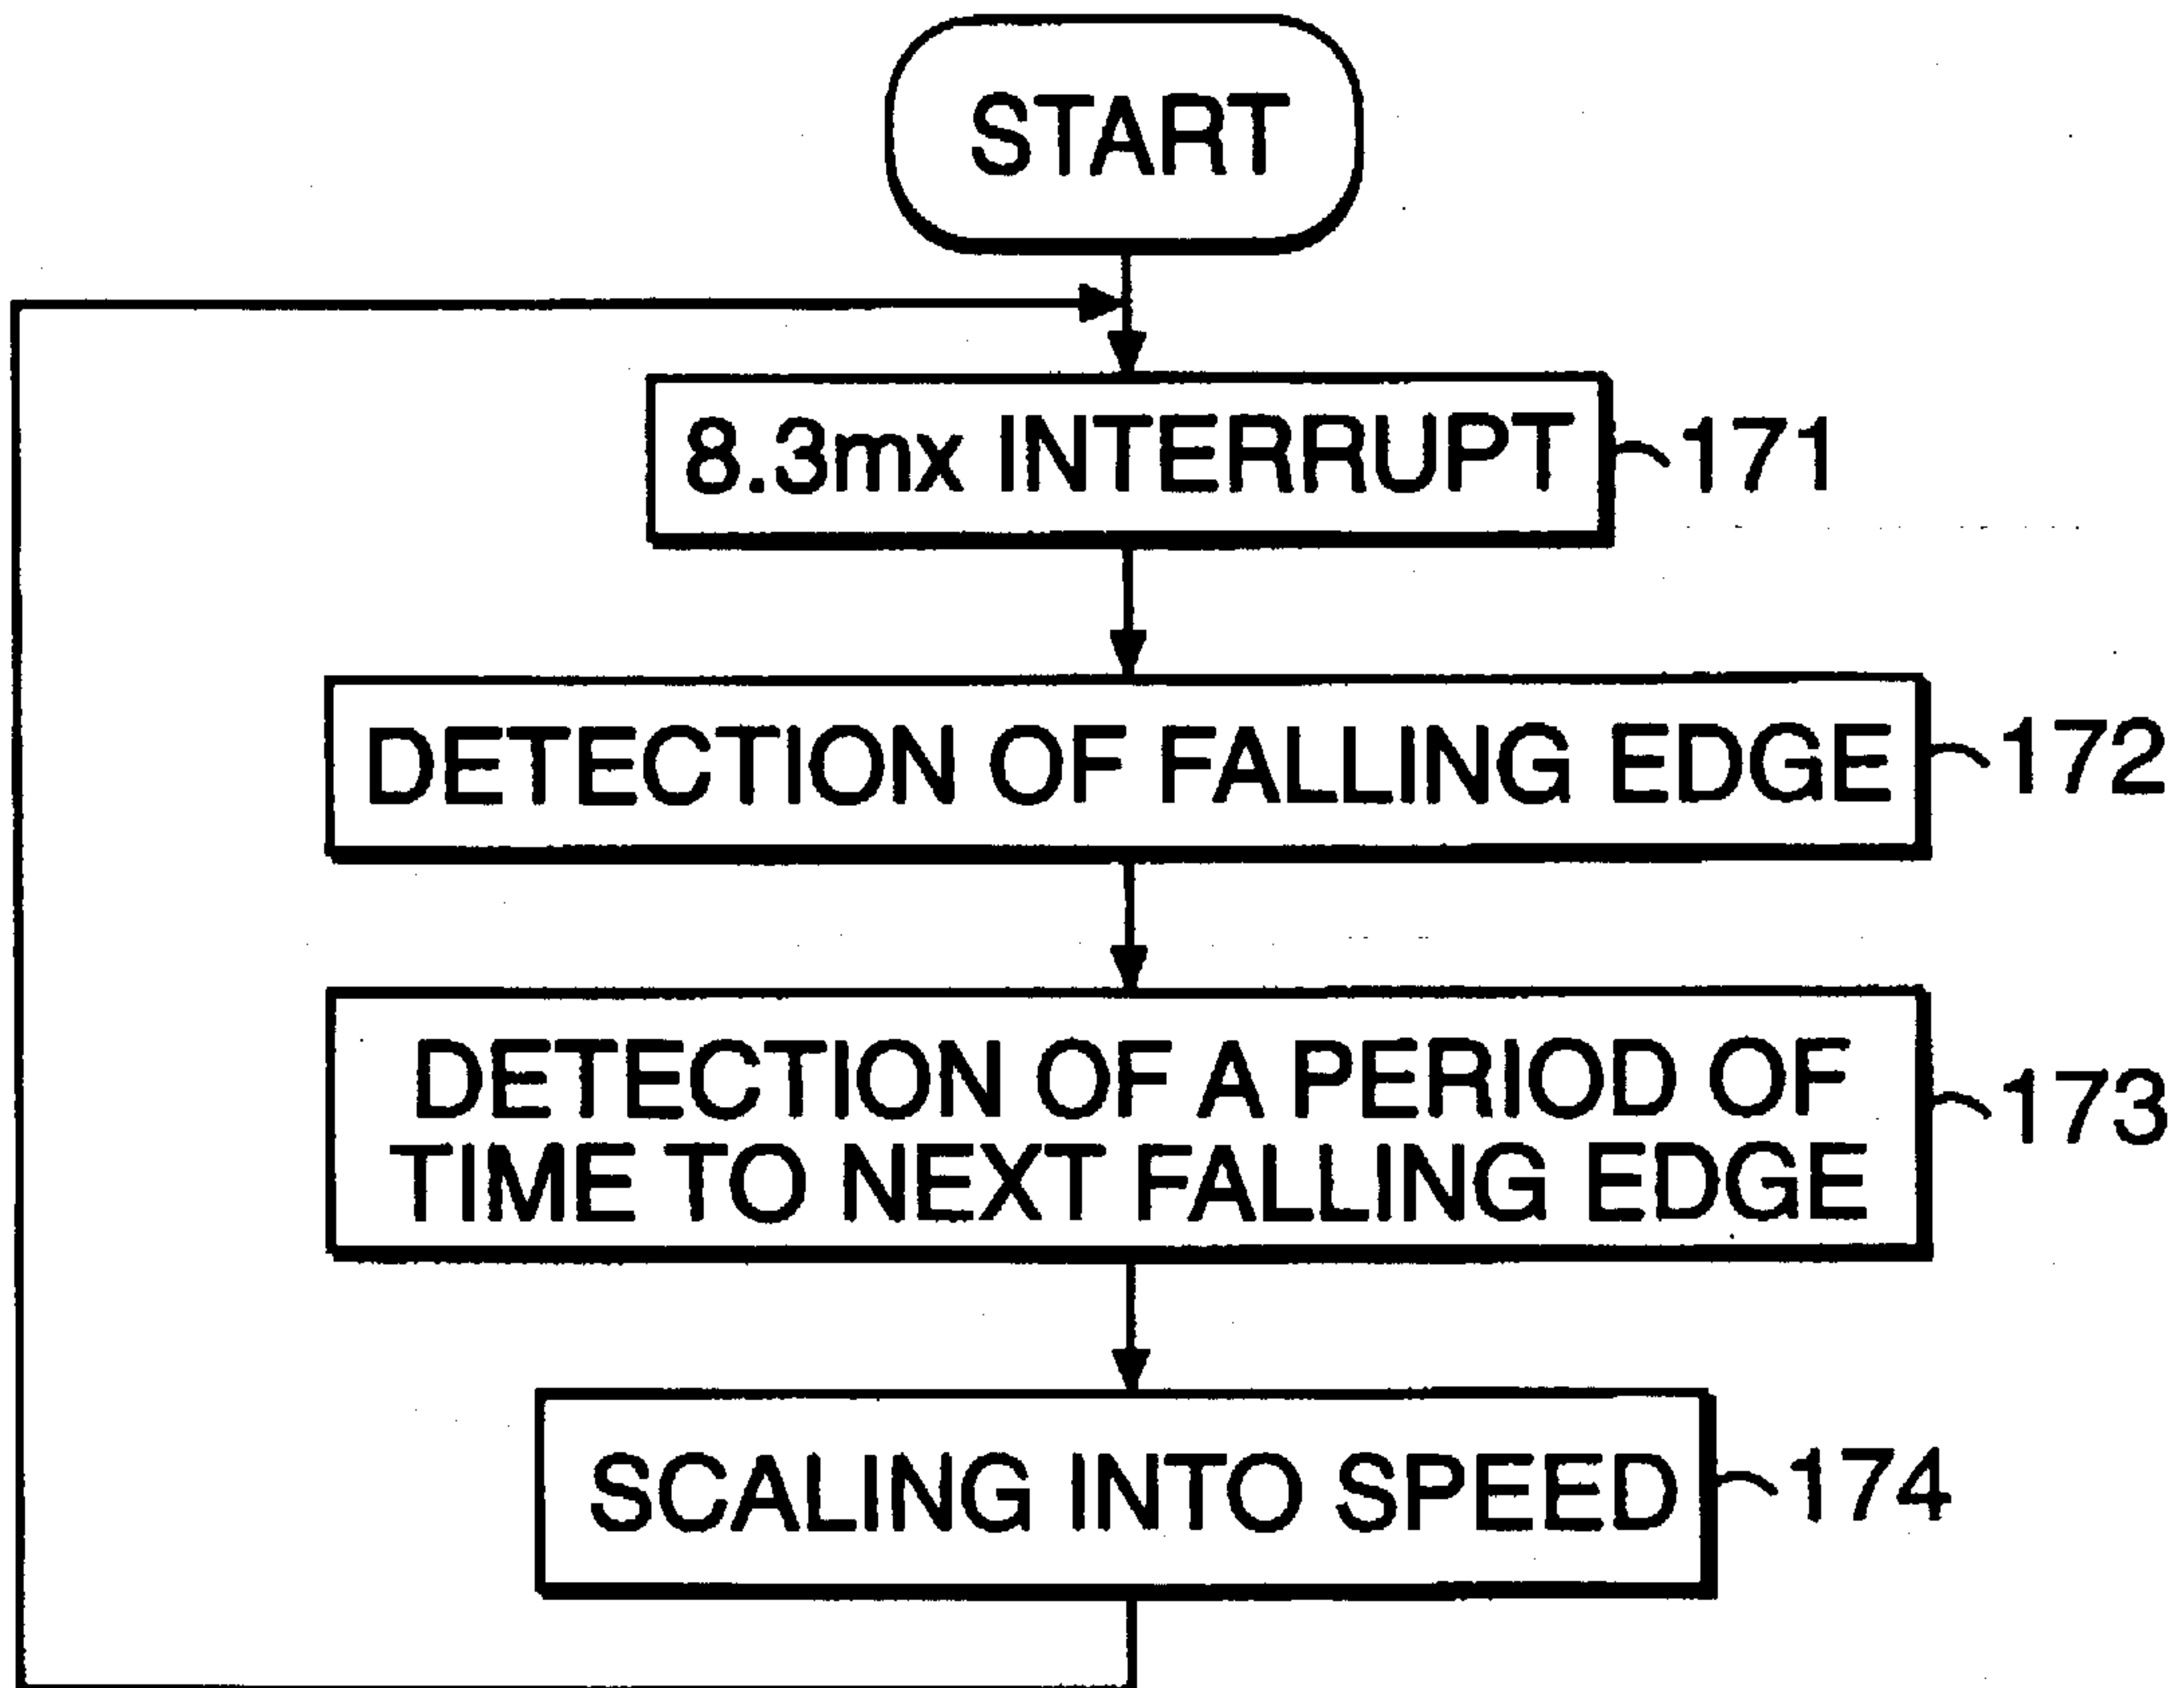 START
8.3mx INTERRUPT 171
DETECTION OF FALLING EDGE 172
DETECTION OF A PERIOD OF
TIME TO NEXT FALLING EDGE
173
SCALING INTO SPEED 174